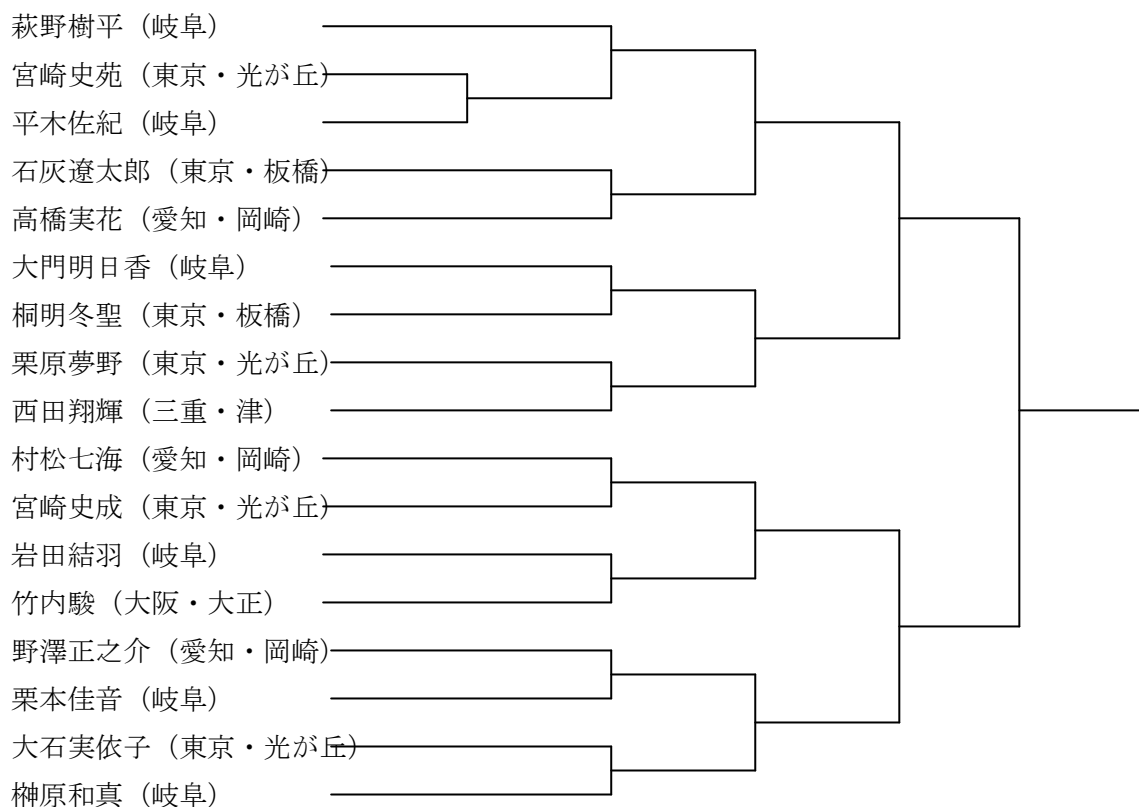 萩野樹平（岐阜）
宮崎史苑（東京・光が丘）
平木佐紀（岐阜）
石灰遼太郎（東京・板橋）
高橋実花（愛知・岡崎）
大門明日香（岐阜）
桐明冬聖（東京・板橋）
栗原夢野（東京・光が丘）
西田翔輝（三重・津）
村松七海（愛知・岡崎）
宮崎史成（東京・光が丘）
岩田結羽（岐阜）
竹内駿（大阪・大正）
野澤正之介（愛知・岡崎）
栗本佳音（岐阜）
大石実依子（東京・光が丘）
榊原和真（岐阜）